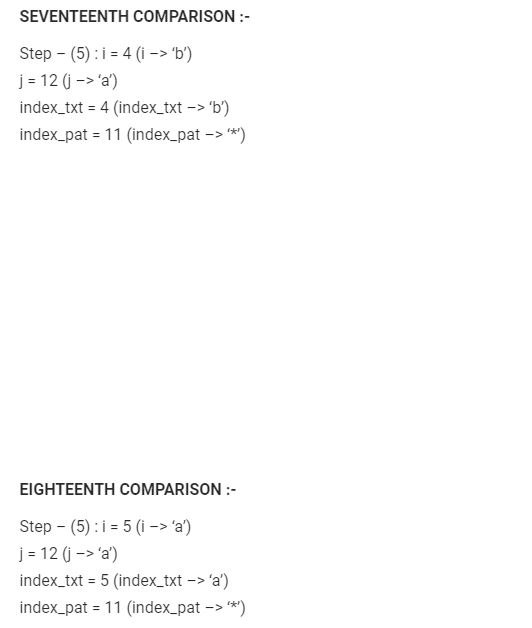 SEVENTEENTH COMPARISON :-
Step – (5) : i = 4 (i –> ‘b’)
j = 12 (j –> ‘a’)
index_txt = 4 (index_txt –> ‘b’)
index_pat = 11 (index_pat –> ‘*’)
EIGHTEENTH COMPARISON :-
Step – (5) : i = 5 (i –> ‘a’)
j = 12 (j –> ‘a’)
index_txt = 5 (index_txt –> ‘a’)
index_pat = 11 (index_pat –> ‘*’)